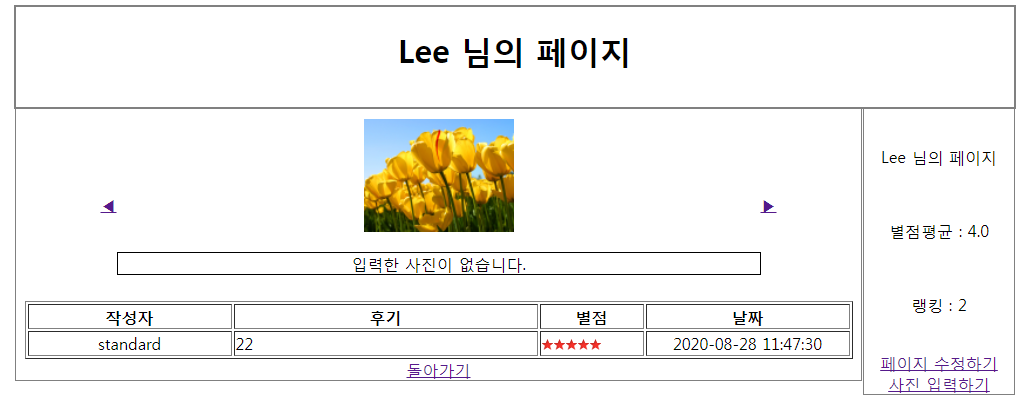 Lee 님의 페이지
◀ ▶
입력한 사진이 없습니다.
작성자 후기 별점 날짜
standard 22 ★★★★★ 2020-08-28 11:47:30
돌아가기
Lee 님의 페이지
별점평균 : 4.0
랭킹 : 2
페이지 수정하기
사진 입력하기